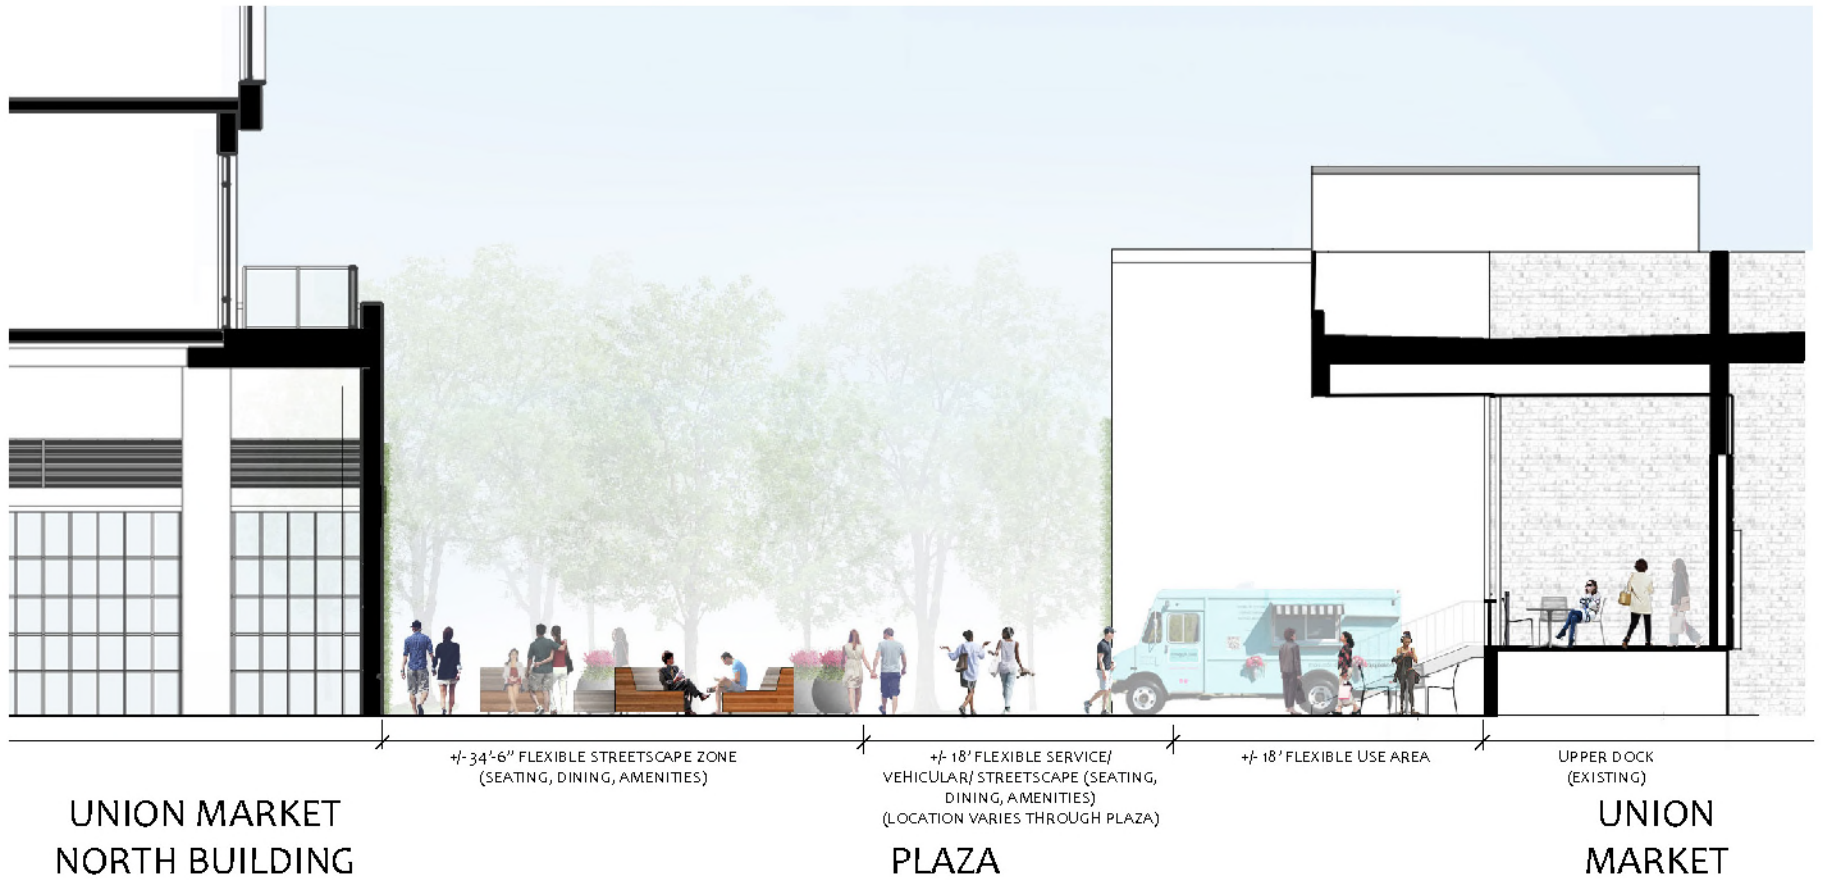 +/- 34'-6" FLEXIBLE STREETSCAPE ZONE
(SEATING, DINING, AMENITIES)
+/- 18' FLEXIBLE SERVICE/
VEHICULAR/ STREETSCAPE (SEATING,
DINING, AMENITIES)
(LOCATION VARIES THROUGH PLAZA)
+/- 18' FLEXIBLE USE AREA
UPPER DOCK
(EXISTING)
UNION MARKET
NORTH BUILDING
PLAZA
UNION
MARKET